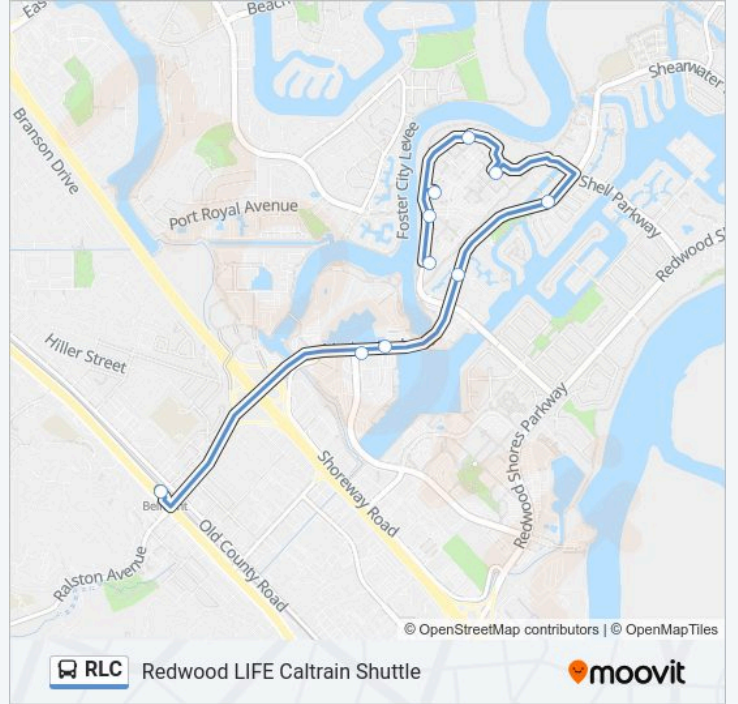 Eas
Beach
Shearwater
Branson Drive
Foster City Levee
Port Royal Avenue
Shell Parkway
Redwood S
Hiller Street
Redwood Shores Parkway
Shoreway Road
Old County Road
Ralston Avenue
© OpenStreetMap contributors | © OpenMapTiles
RLC Redwood LIFE Caltrain Shuttle
moovit